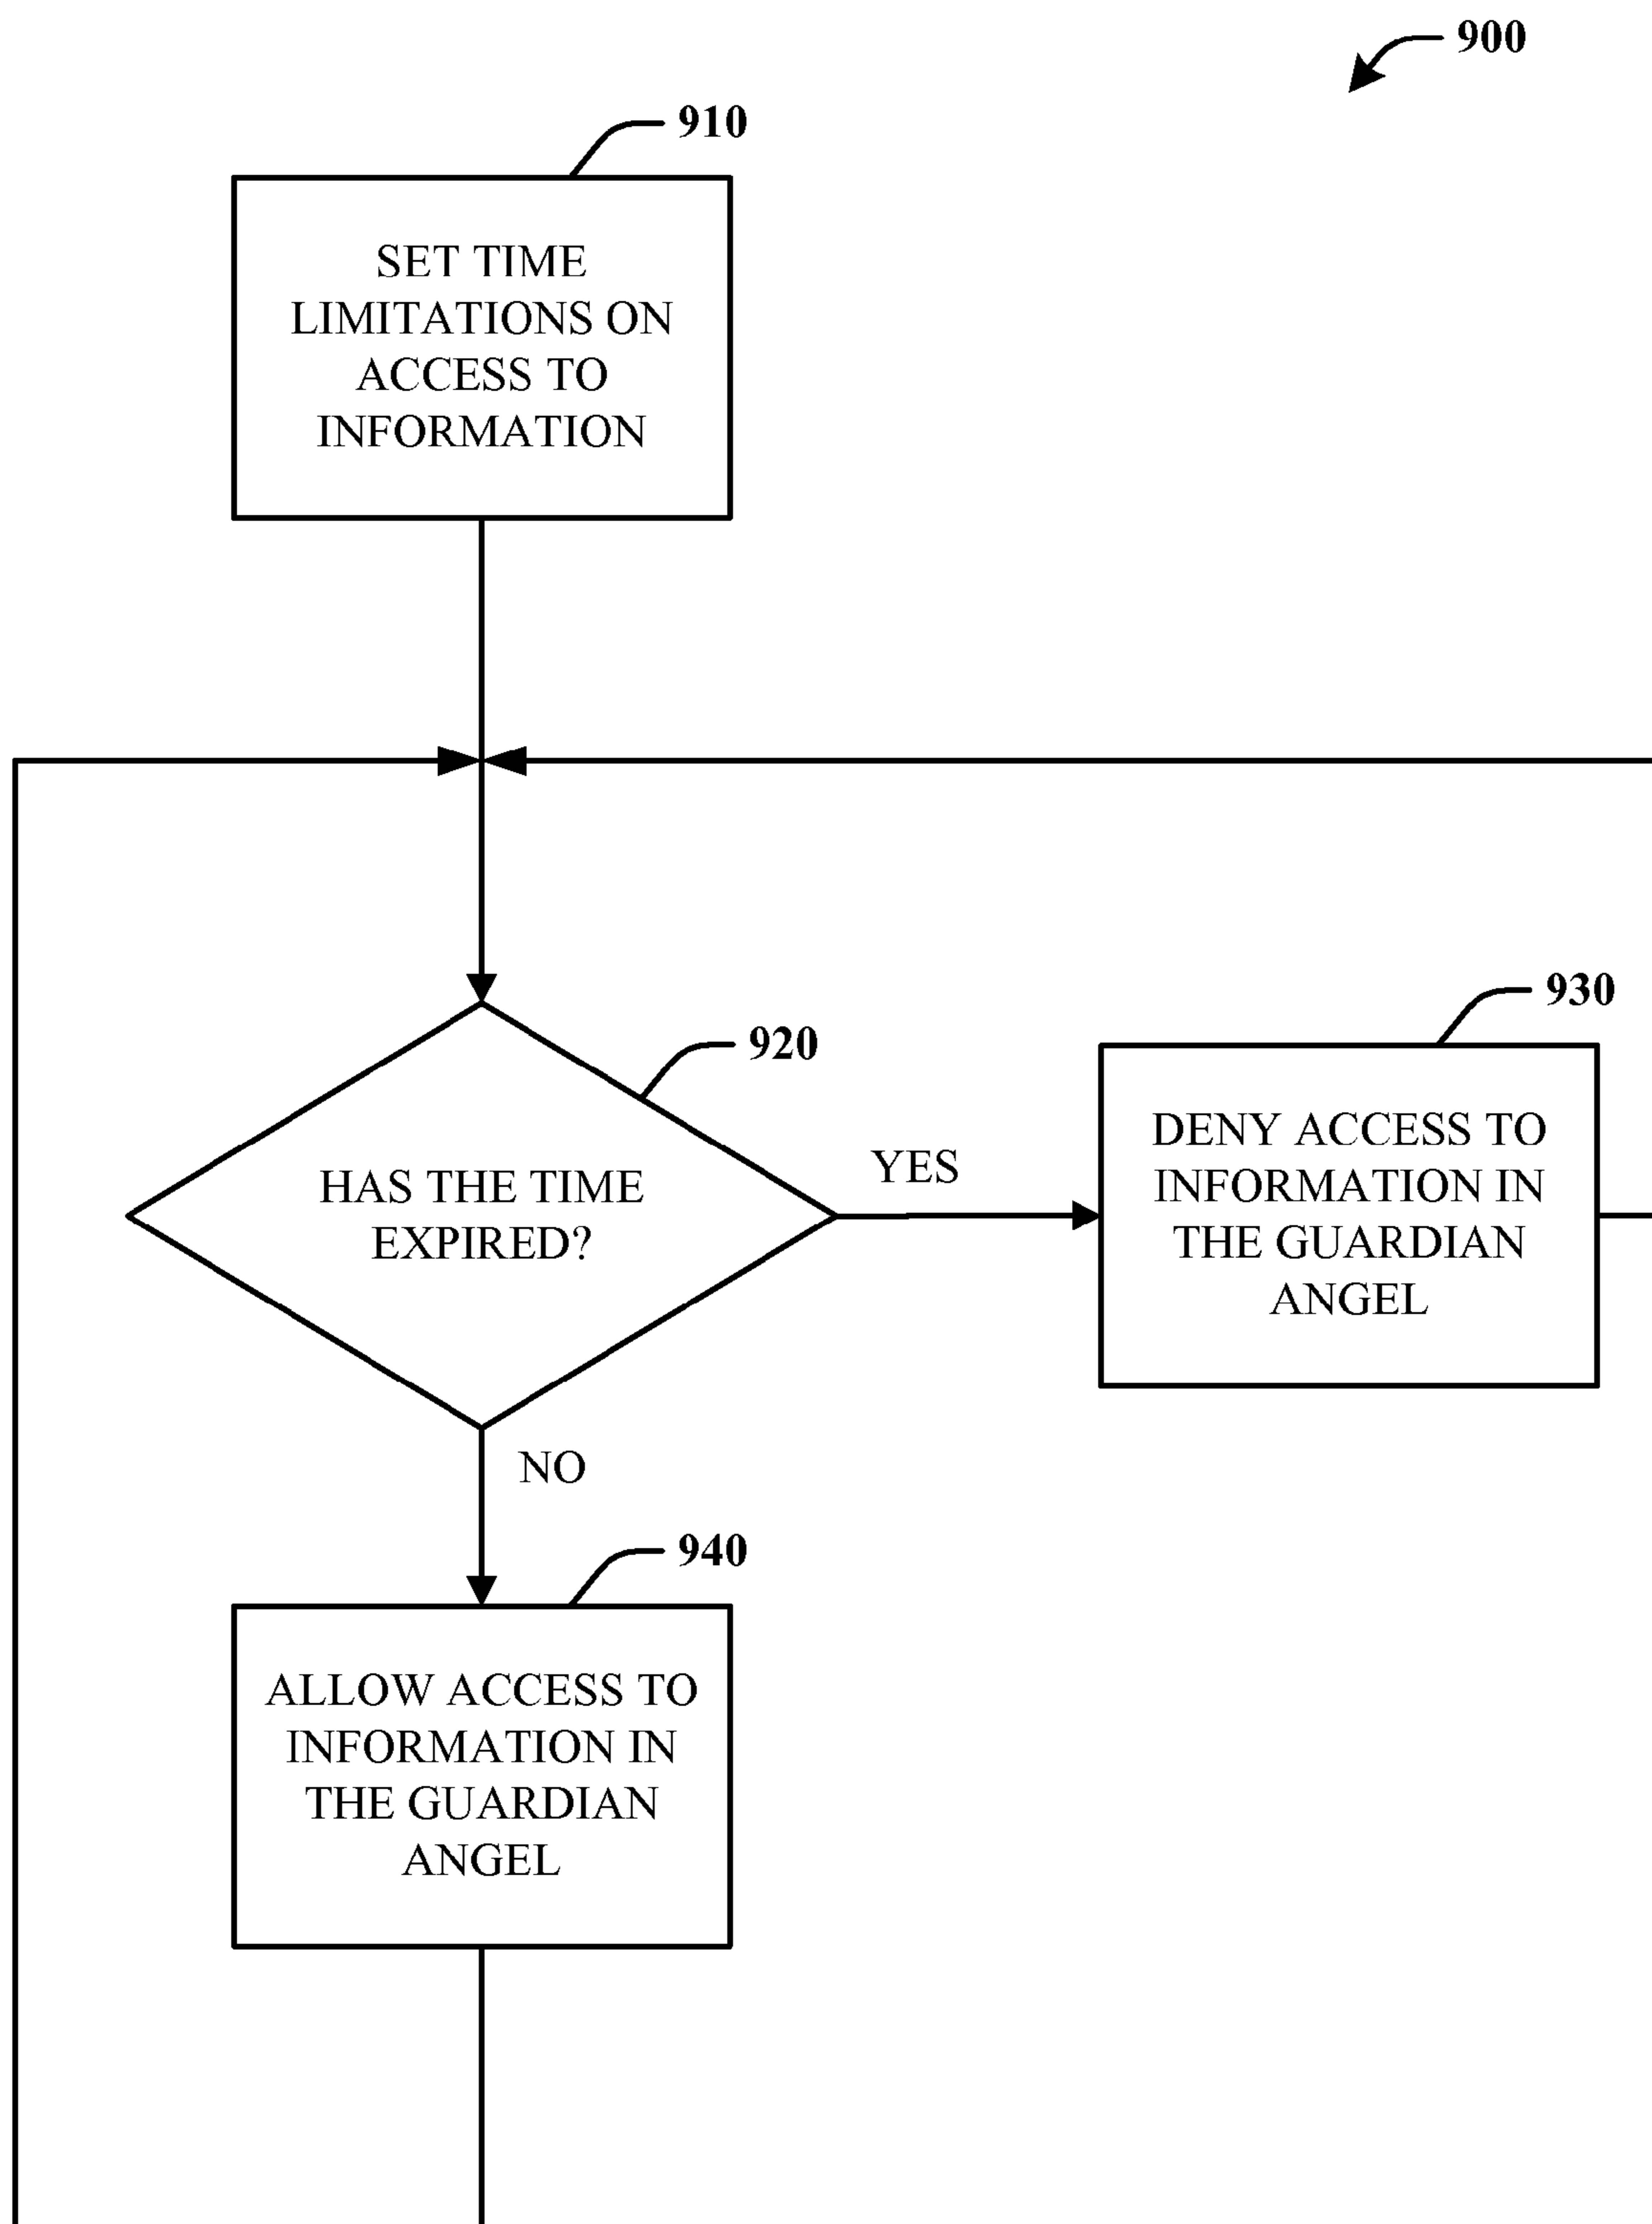 900
910
SET TIME
LIMITATIONS ON
ACCESS TO
INFORMATION
920
HAS THE TIME
EXPIRED?
YES
930
DENY ACCESS TO
INFORMATION IN
THE GUARDIAN
ANGEL
NO
940
ALLOW ACCESS TO
INFORMATION IN
THE GUARDIAN
ANGEL